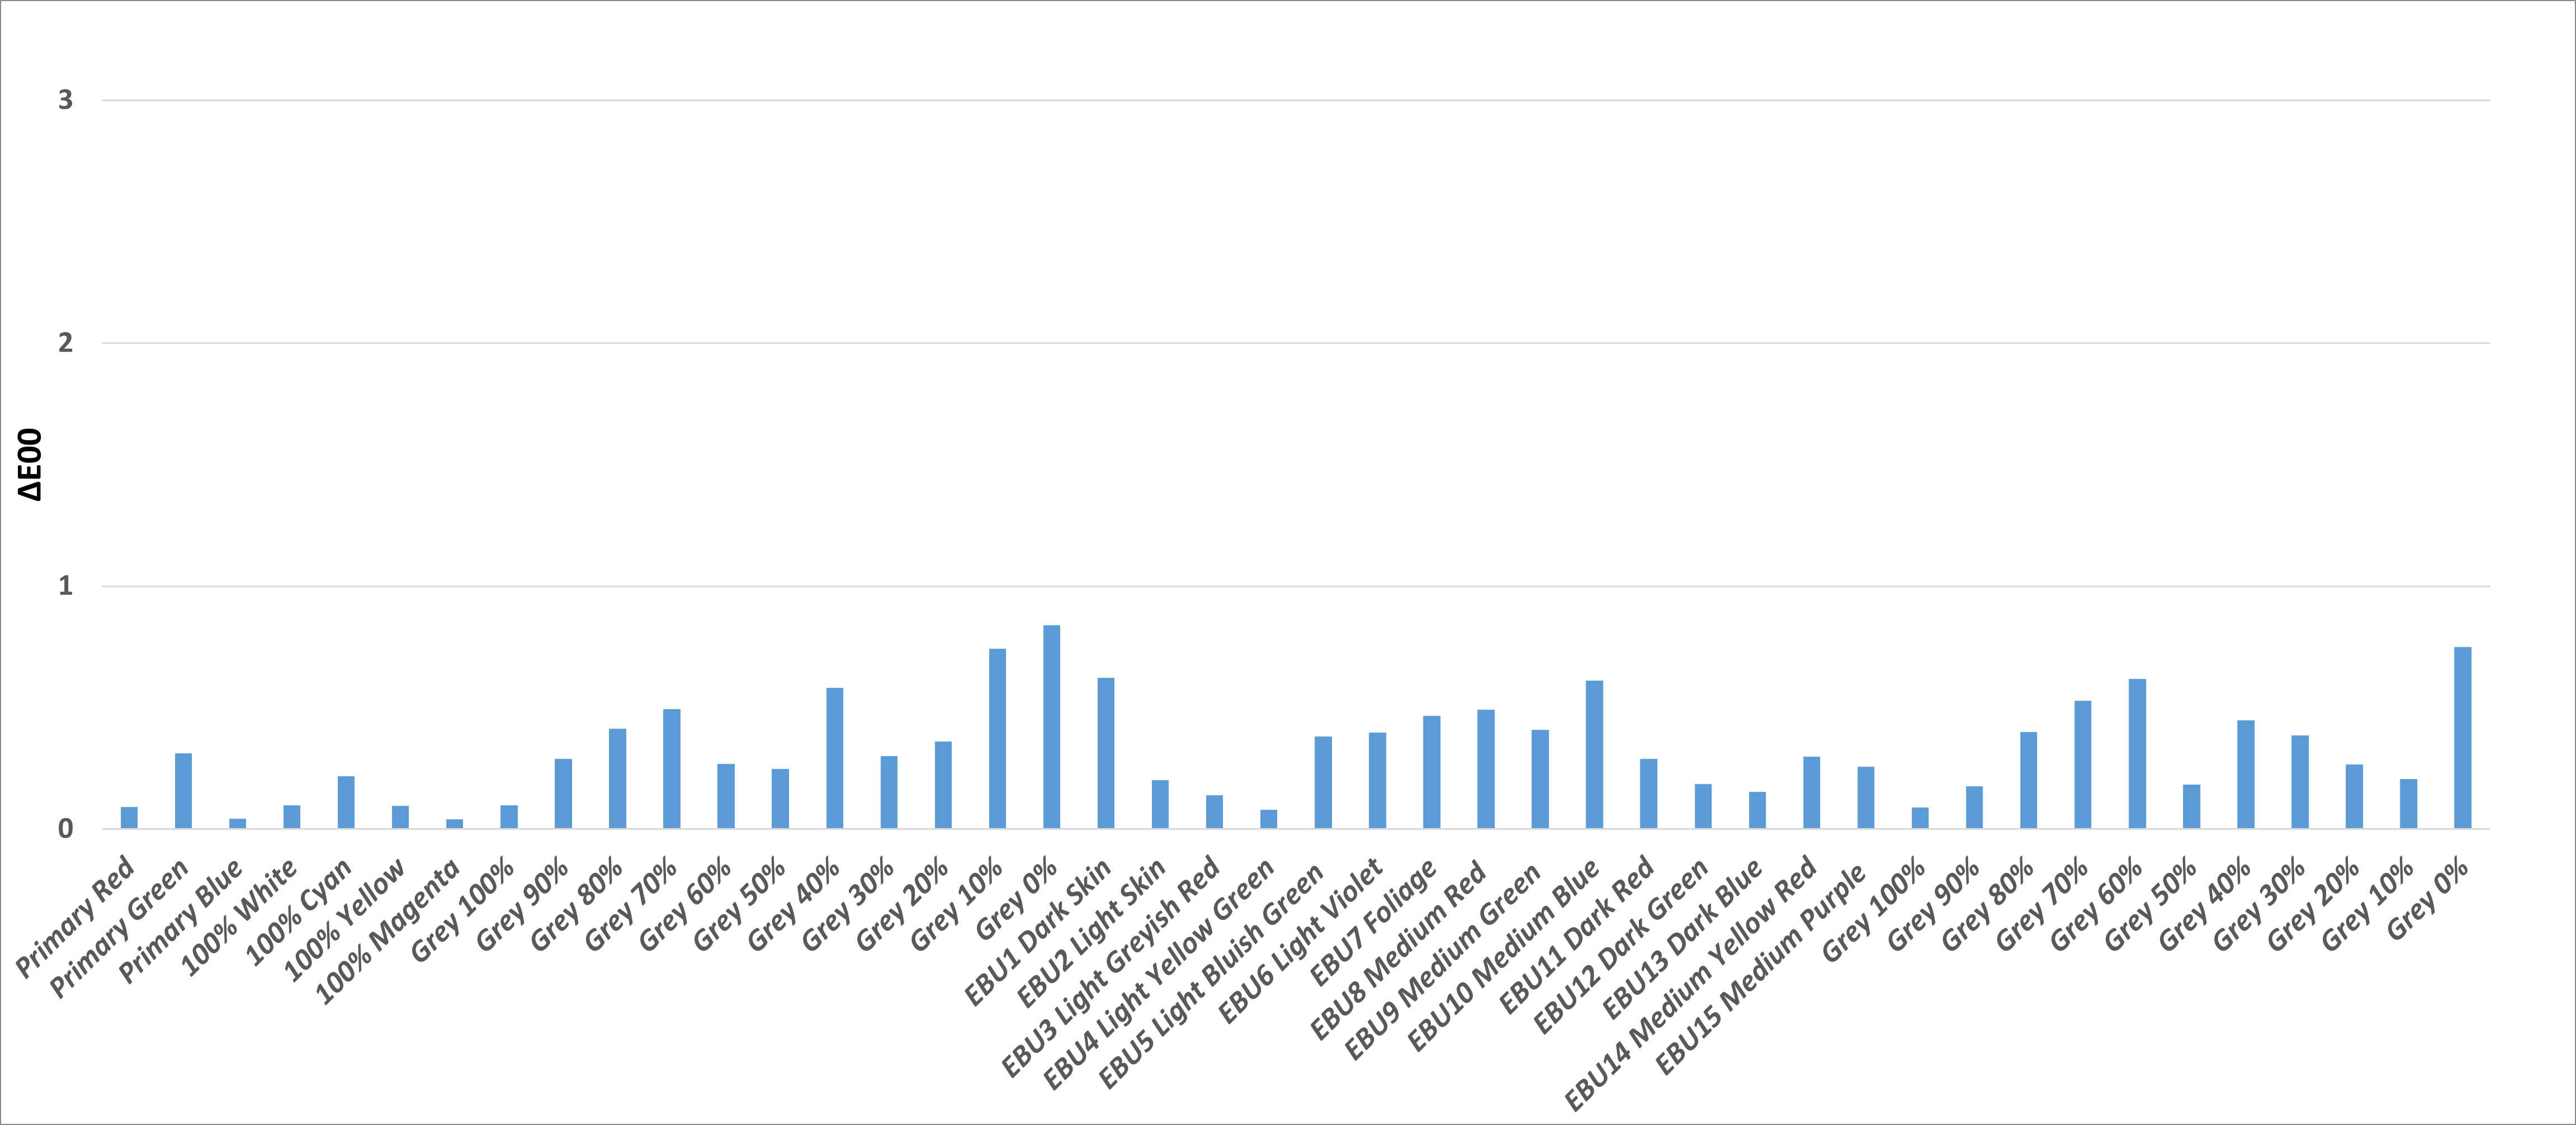 3
2
1
0
ΔE00
Primary Red
Primary Green
Primary Blue
100% White
100% Cyan
100% Yellow
100% Magenta
Grey 100%
Grey 90%
Grey 80%
Grey 70%
Grey 60%
Grey 50%
Grey 40%
Grey 30%
Grey 20%
Grey 10%
Grey 0%
EBU1 Dark Skin
EBU2 Light Skin
EBU3 Light Greyish Red
EBU4 Light Yellow Green
EBU5 Light Bluish Green
EBU6 Light Violet
EBU7 Foliage
EBU8 Medium Red
EBU9 Medium Green
EBU10 Medium Blue
EBU11 Dark Red
EBU12 Dark Green
EBU13 Dark Blue
EBU14 Medium Yellow Red
EBU15 Medium Purple
Grey 100%
Grey 90%
Grey 80%
Grey 70%
Grey 60%
Grey 50%
Grey 40%
Grey 30%
Grey 20%
Grey 10%
Grey 0%